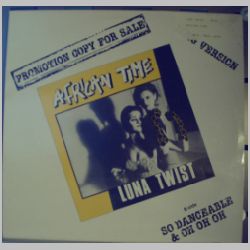 PROMOTION COPY FOR SALE
VERSION
AFRICAN TIME
LUNA TWIST
SO DANCEABLE
& OH OH OH